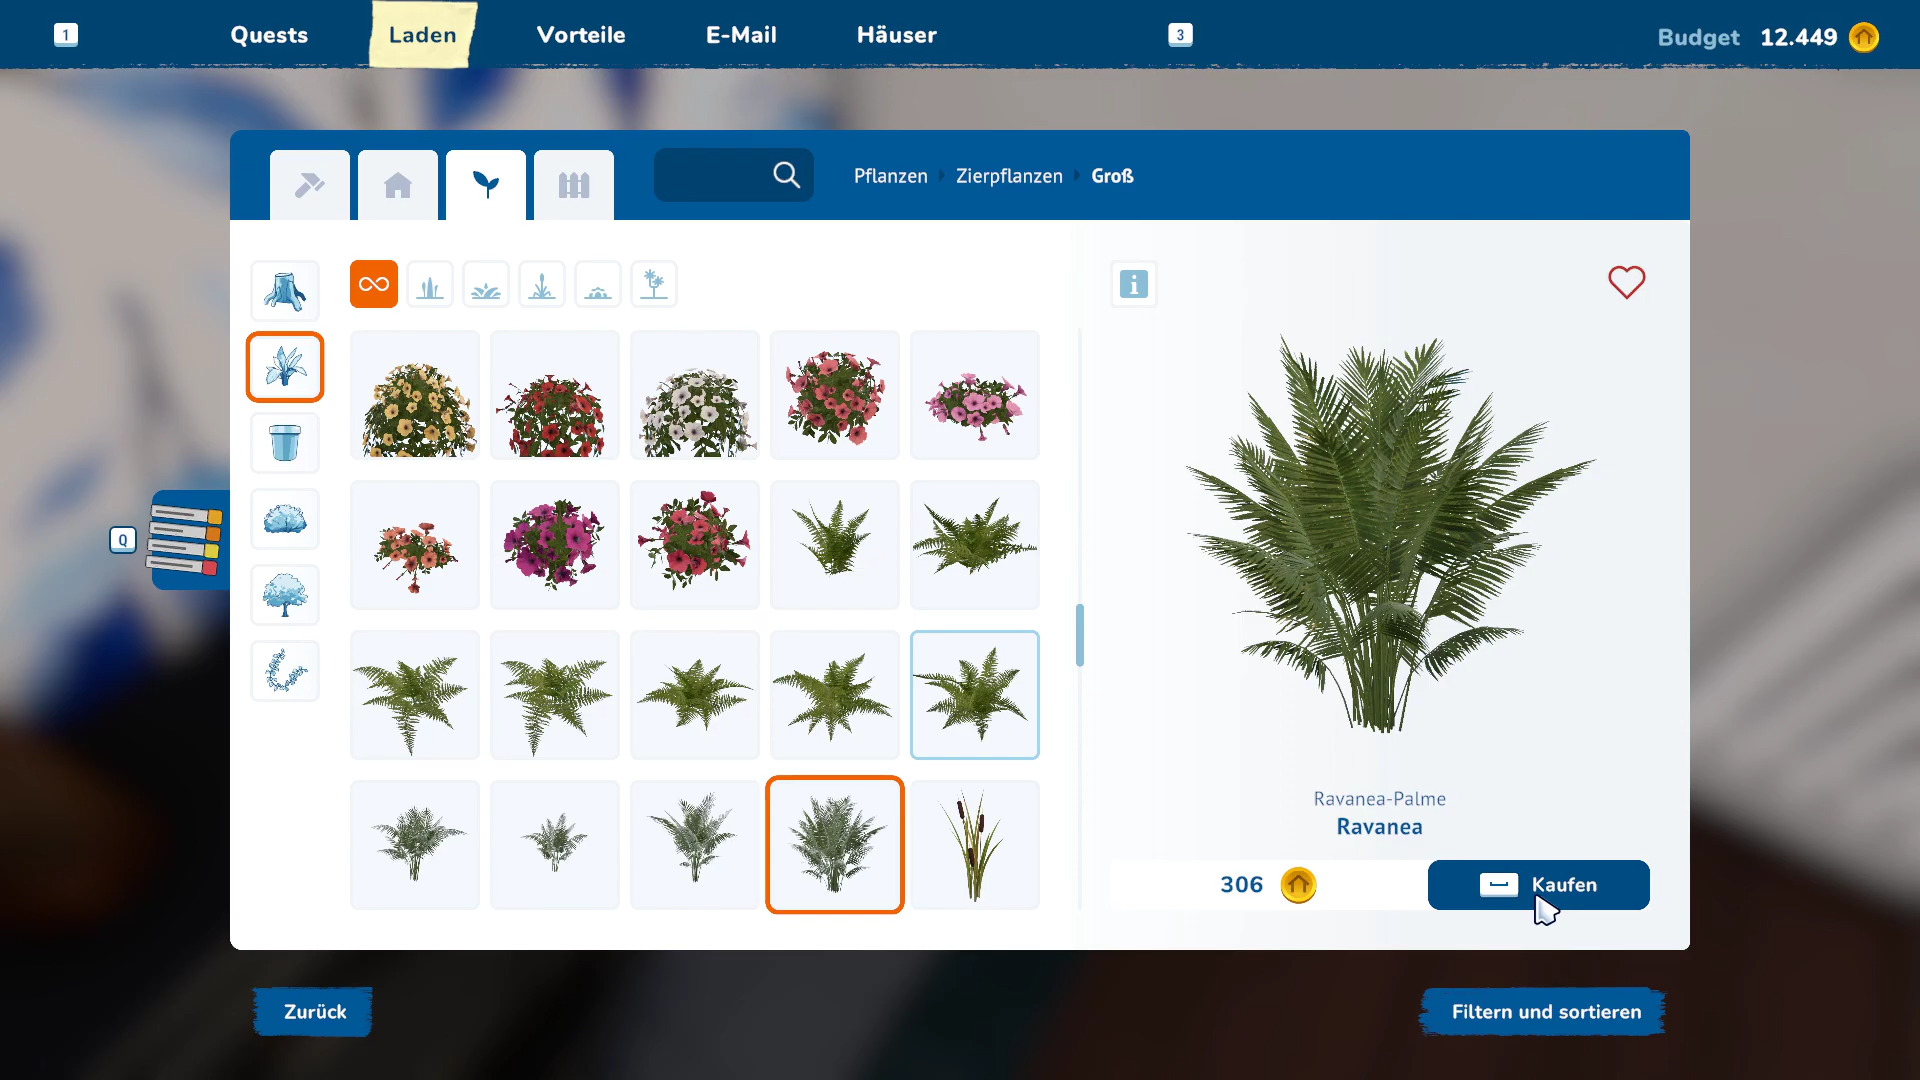 1
Quests
Laden
Vorteile
E-Mail
Häuser
3
Budget 12.449
Pflanzen
Zierpflanzen
Groß
i
Q
Ravanea-Palme
Ravanea
306
Kaufen
Zurück
Filtern und sortieren